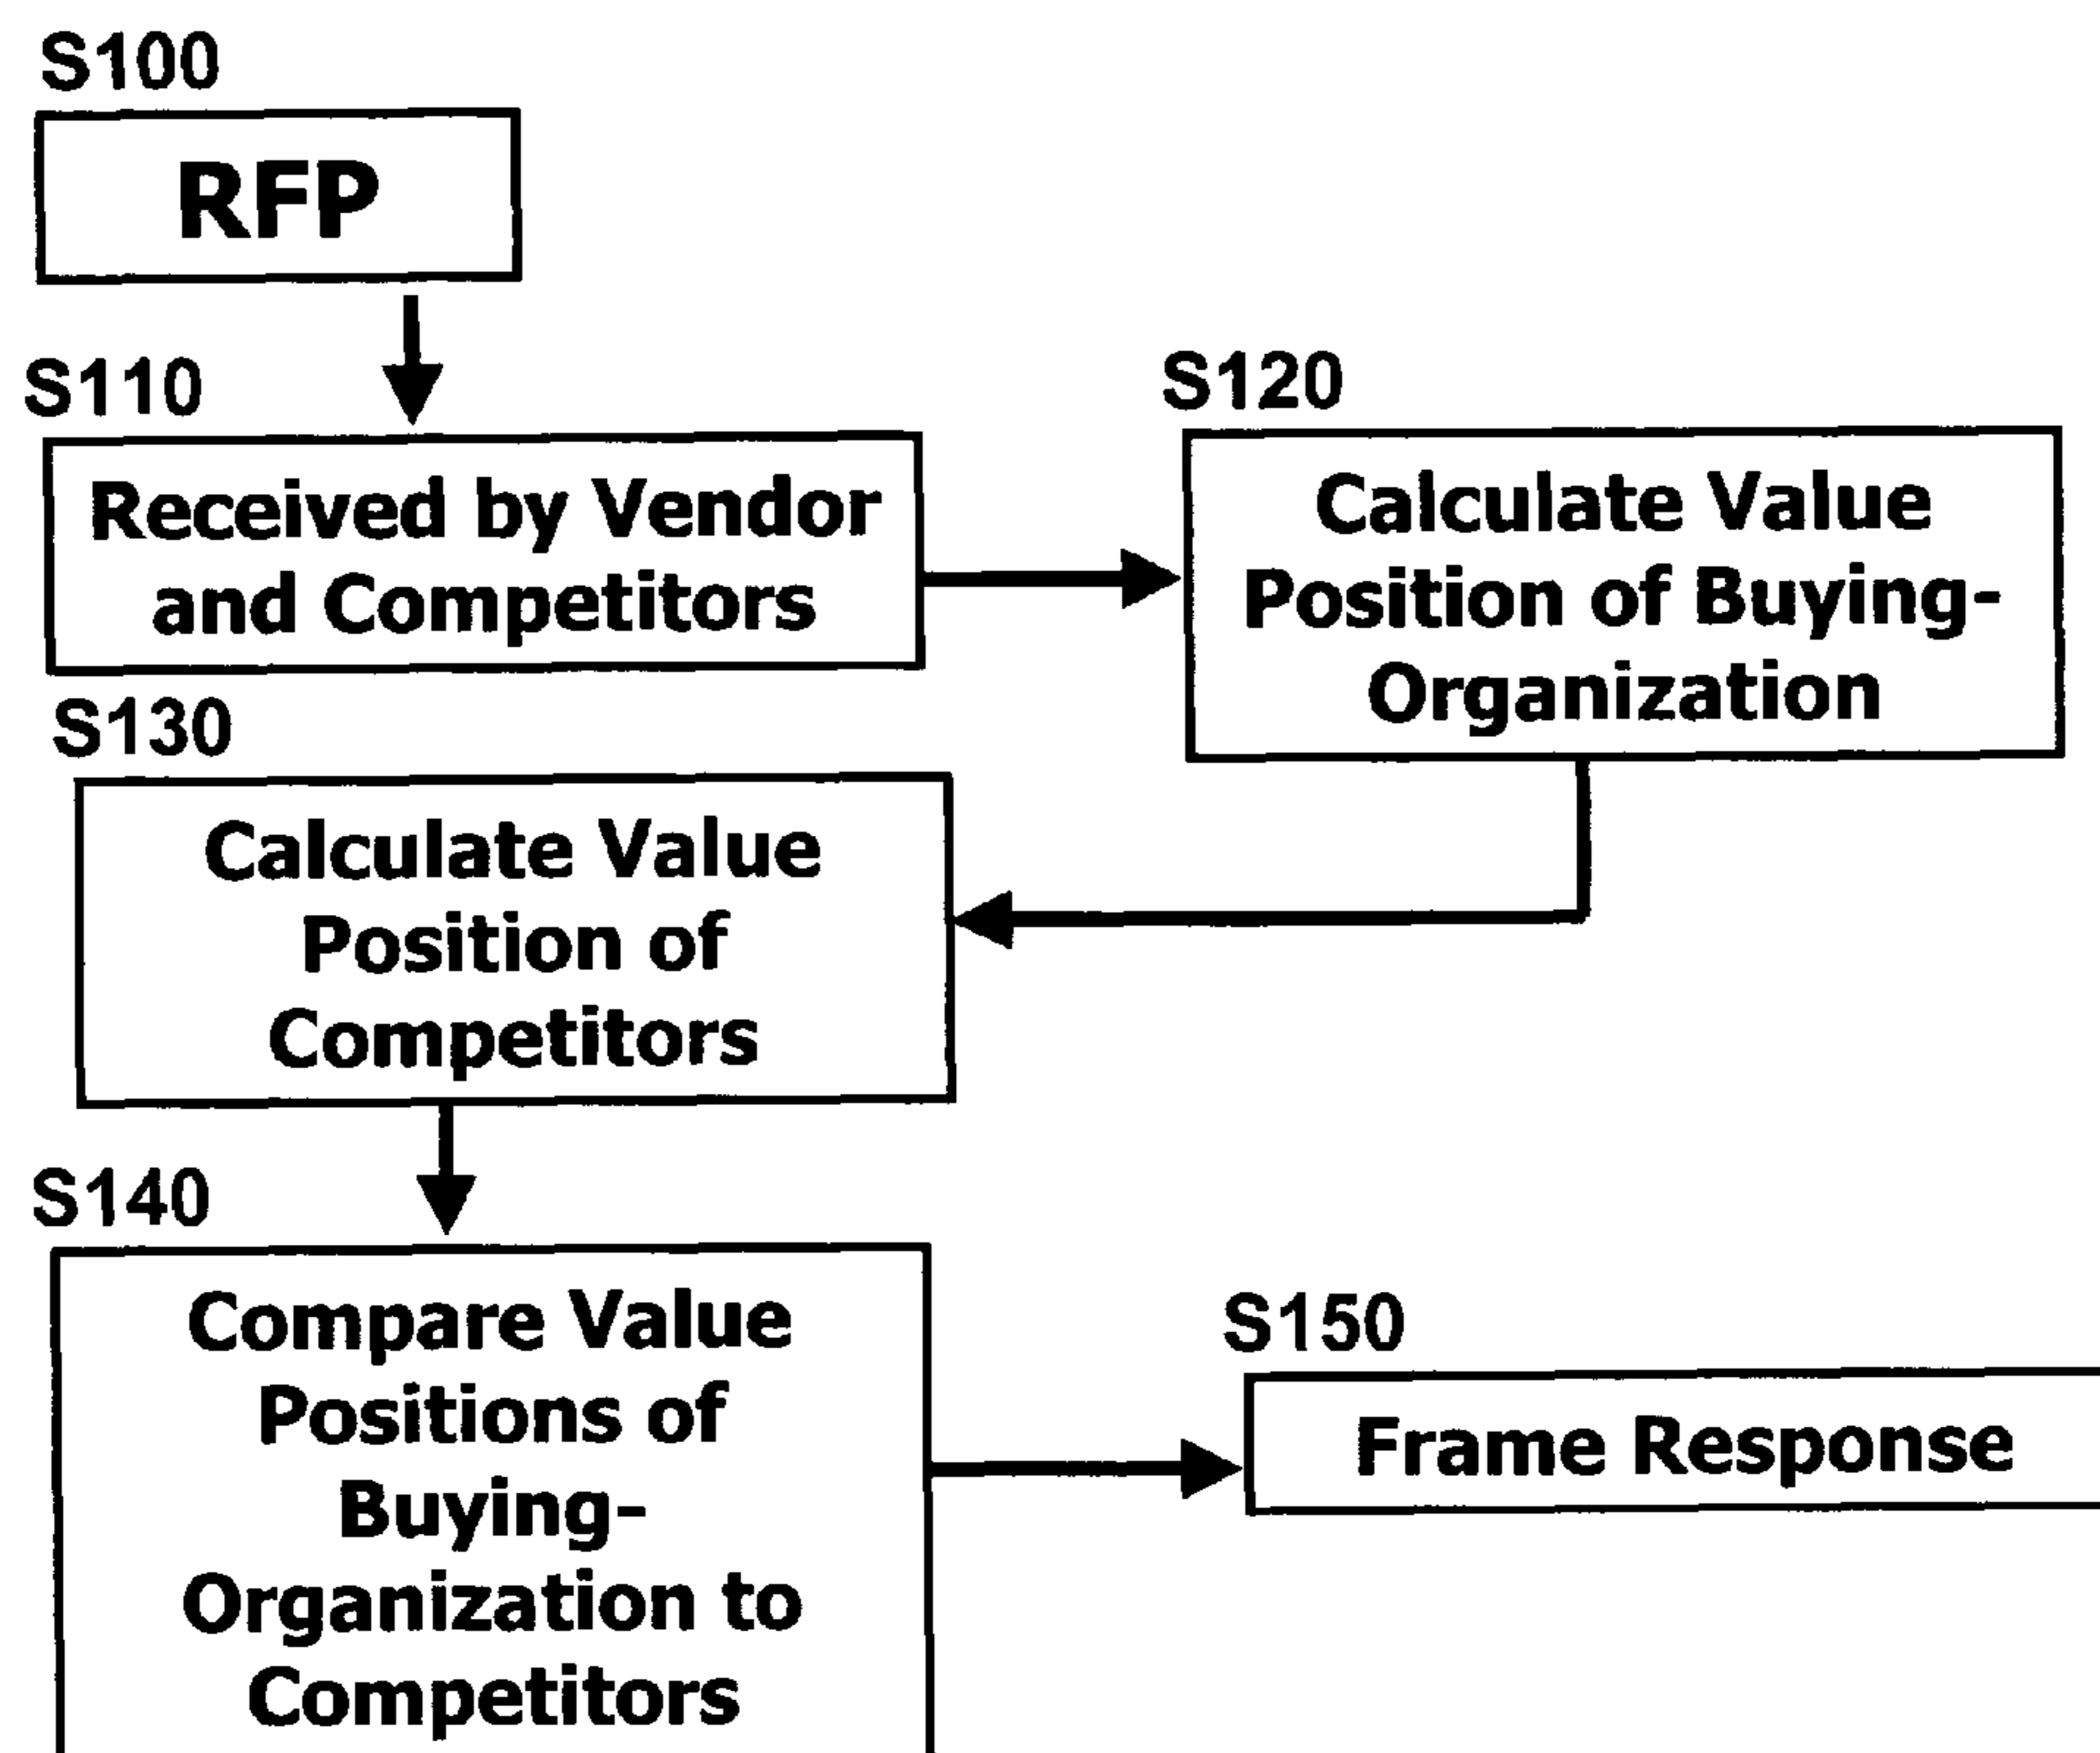 S100
RFP
S110
Received by Vendor
and Competitors
S120
Calculate Value
Position of Buying-
Organization
S130
Calculate Value
Position of
Competitors
S140
Compare Value
Positions of
Buying-
Organization to
Competitors
S150
Frame Response